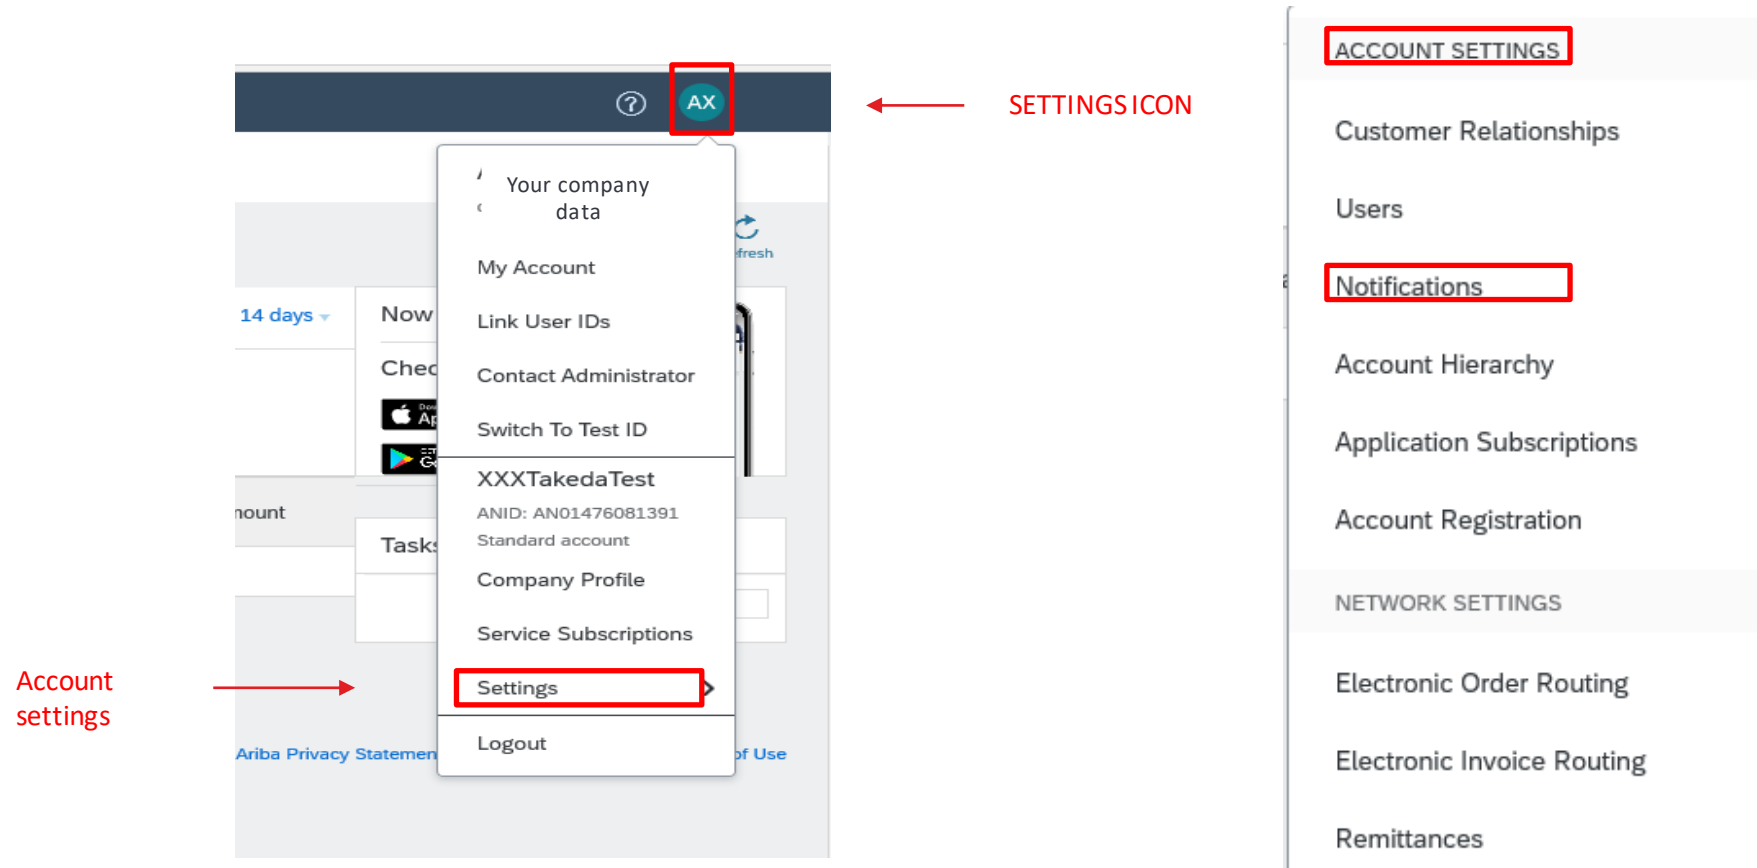 AX
SETTINGS ICON
Your company
data
My Account
Link User IDs
Contact Administrator
Switch To Test ID
XXXTakedaTest
ANID: AN01476081391
Standard account
Company Profile
Service Subscriptions
Settings
Logout
14 days
Now
Tasks
Account
settings
Ariba Privacy Statemen
of Use
ACCOUNT SETTINGS
Customer Relationships
Users
Notifications
Account Hierarchy
Application Subscriptions
Account Registration
NETWORK SETTINGS
Electronic Order Routing
Electronic Invoice Routing
Remittances